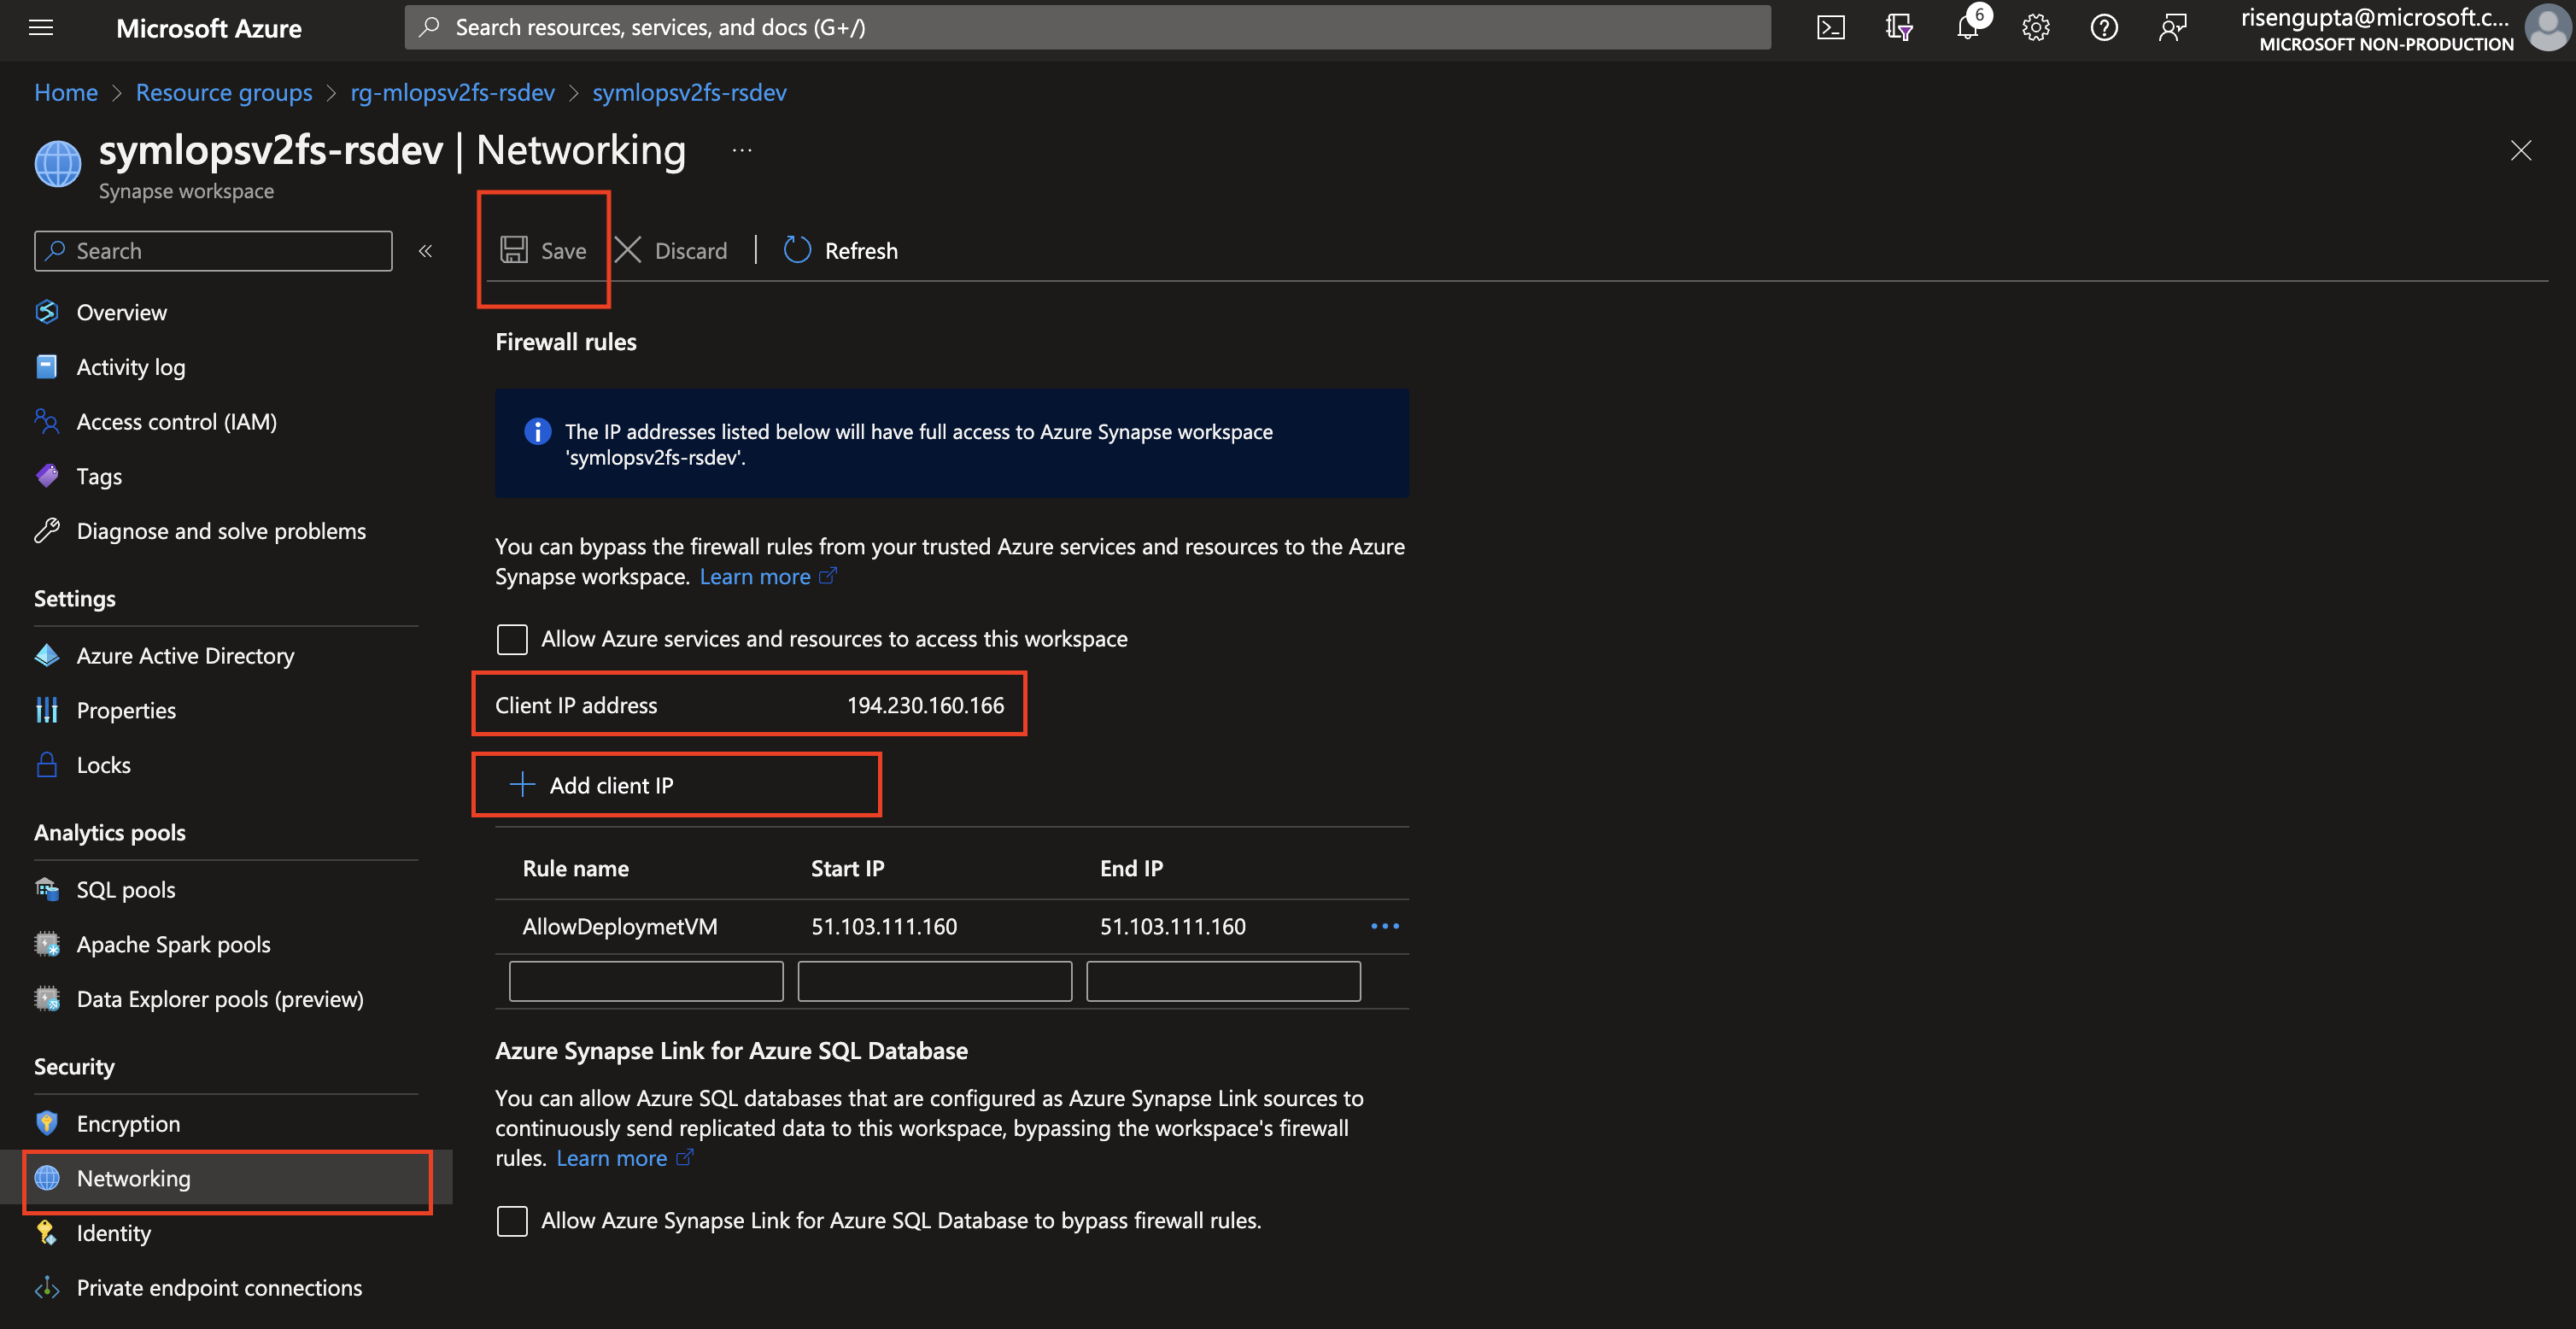 Microsoft Azure
Search resources, services, and docs (G+/)
6
risengupta@microsoft.c...
MICROSOFT NON-PRODUCTION
Home > Resource groups > rg-mlopsv2fs-rsdev > symlopsv2fs-rsdev
symlopsv2fs-rsdev | Networking ...
Synapse workspace
Search
«
Overview
Activity log
Access control (IAM)
Tags
Diagnose and solve problems
Settings
Azure Active Directory
Properties
Locks
Analytics pools
SQL pools
Apache Spark pools
Data Explorer pools (preview)
Security
Encryption
Networking
Identity
Private endpoint connections
Save Discard | Refresh
Firewall rules
The IP addresses listed below will have full access to Azure Synapse workspace
'symlopsv2fs-rsdev'.
You can bypass the firewall rules from your trusted Azure services and resources to the Azure
Synapse workspace. Learn more
Allow Azure services and resources to access this workspace
Client IP address 194.230.160.166
+ Add client IP
Rule name Start IP End IP
AllowDeploymetVM 51.103.111.160 51.103.111.160 ...
Azure Synapse Link for Azure SQL Database
You can allow Azure SQL databases that are configured as Azure Synapse Link sources to
continuously send replicated data to this workspace, bypassing the workspace's firewall
rules. Learn more
Allow Azure Synapse Link for Azure SQL Database to bypass firewall rules.